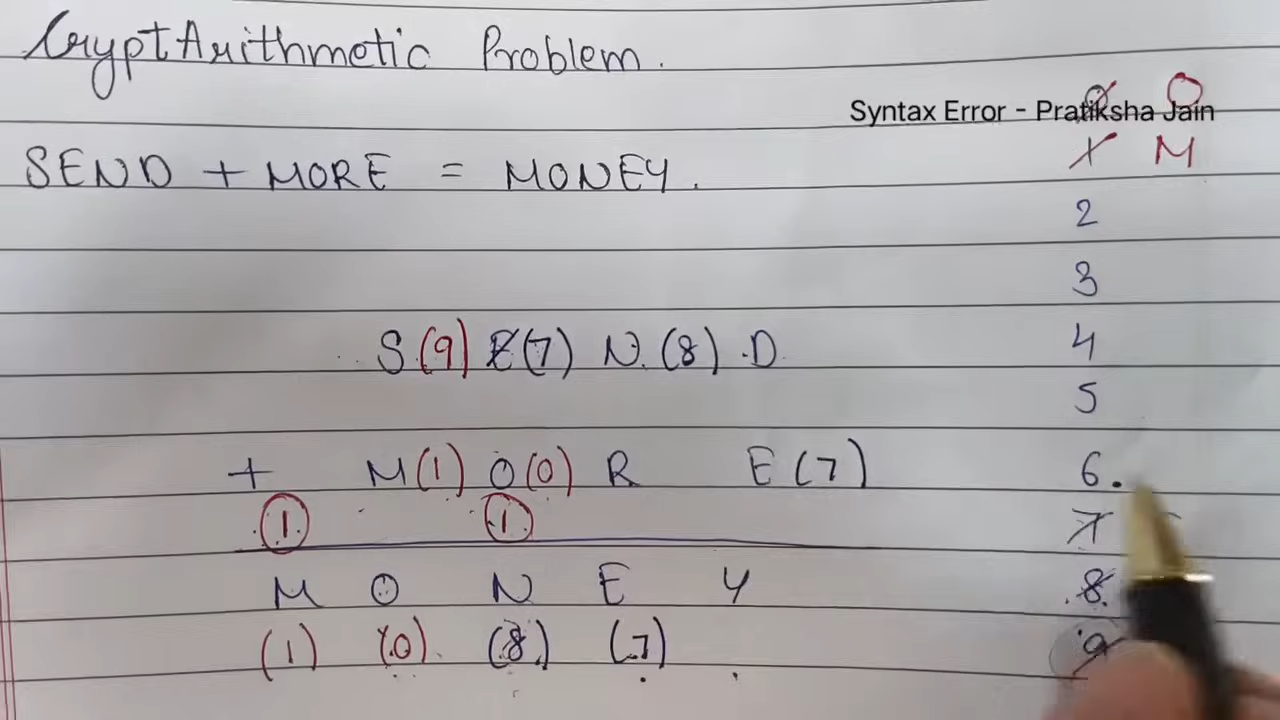 CryptArithmetic Problem.
Syntax Error - Pratiksha Jain
0 O
SEND + MORE = MONEY.
1 M
2
3
S(9) E(7) N(8) D
4
5
+ M(1) O(0) R E(7)
6
1 1
7
M O N E Y
8
(1) (0) (8) (7)
9